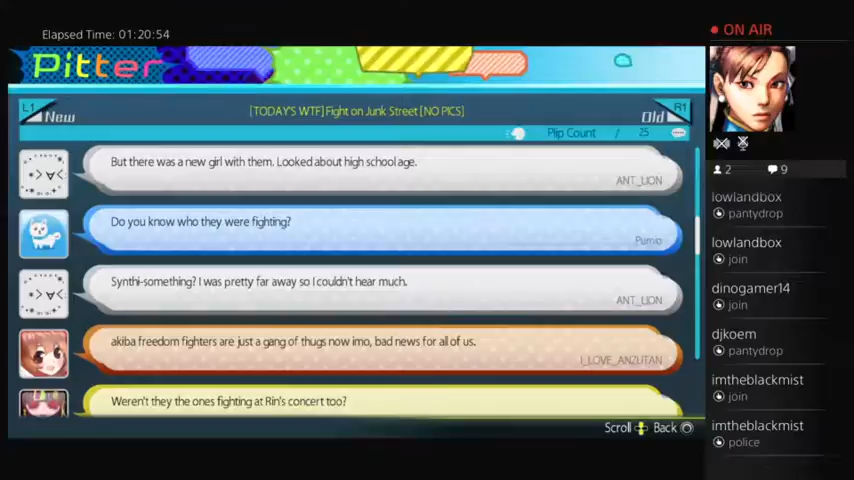 Elapsed Time: 01:20:54
ON AIR
Pitter
L1
New
[TODAY'S WTF]Fight on Junk Street [NO PICS]
R1
Old
Plip Count / 25
But there was a new girl with them. Looked about high school age.
ANT_LION
Do you know who they were fighting?
Pumio
Synthi-something? I was pretty far away so I couldn't hear much.
ANT_LION
akiba freedom fighters are just a gang of thugs now imo, bad news for all of us.
I_LOVE_ANZUTAN
Weren't they the ones fighting at Rin's concert too?
Scroll Back
2 9
lowlandbox
pantydrop
lowlandbox
join
dinogamer14
join
djkoem
pantydrop
imtheblackmist
join
imtheblackmist
police